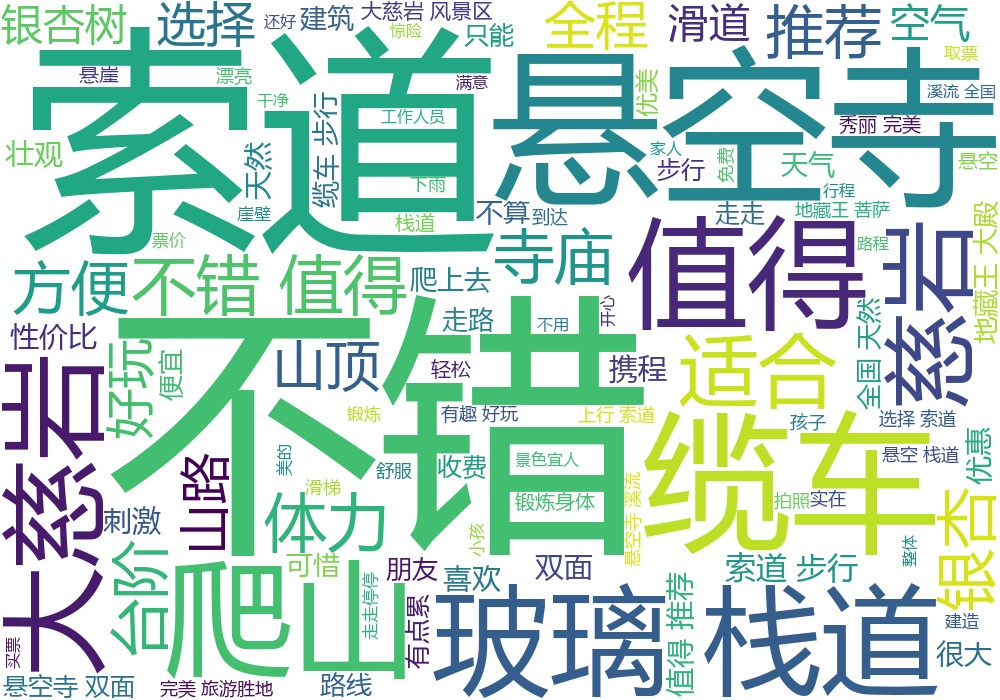 银杏树
选择
还好
建筑
大慈岩 风景区
惊险
只能
全程
滑道
推荐
空气
取票
悬崖
漂亮
干净
满意
索道
悬空寺
优美
溪流 全国
秀丽 完美
工作人员
壮观
天然
缆车 步行
下雨
家人
步行
免费
天气
悬空
行程
崖壁
栈道
不算
到达
走走
地藏王 菩萨
票价
路程
方便
不错 值得
爬上去
寺庙
值得
慈岩
地藏王 大殿
性价比
好玩
便宜
山顶
走路
不用
开心
轻松
携程
适合
全国 天然
大慈岩
不错
锻炼
有趣 好玩
上行 索道
孩子
选择 索道
缆车
悬空 栈道
优惠
山路
美的
舒服
收费
景色宜人
滑梯
锻炼身体
悬空寺 溪流
拍照
实在
银杏
刺激
体力
小孩
整体
台阶
可惜
朋友
喜欢
双面
索道 步行
爬山
走走停停
有点累
玻璃 栈道
值得 推荐
建造
很大
买票
悬空寺 双面
完美 旅游胜地
路线